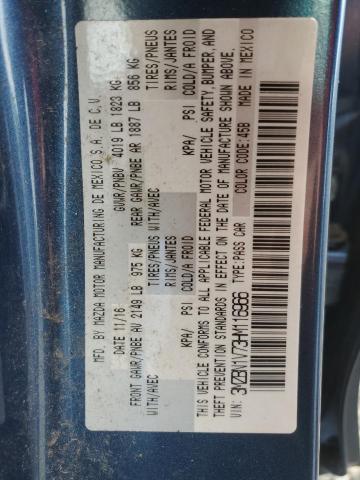 MFD. BY MAZDA MOTOR MANUFACTURING DE MEXICO S.A. DE C.V.
DATE 11/16 GVWR/PNBV 4019 LB 1823 KG
FRONT GAWR/PNBE AV 2149 LB 975 KG REAR GAWR/PNBE AR 1887 LB 856 KG
WITH/AVEC TIRES/PNEUS WITH/AVEC TIRES/PNEUS
RIMS/JANTES RIMS/JANTES
KPA/ PSI COLD/A FROID KPA/ PSI COLD/A FROID
THIS VEHICLE CONFORMS TO ALL APPLICABLE FEDERAL MOTOR VEHICLE SAFETY, BUMPER, AND
THEFT PREVENTION STANDARDS IN EFFECT ON THE DATE OF MANUFACTURE SHOWN ABOVE.
VIN: TYPE:PASS CAR COLOR CODE:45B MADE IN MEXICO